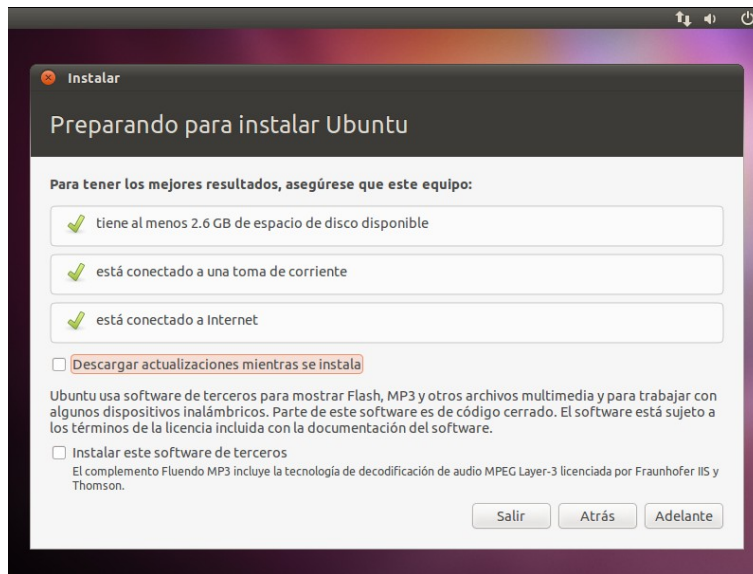 Instalar
Preparando para instalar Ubuntu
Para tener los mejores resultados, asegúrese que este equipo:
tiene al menos 2.6 GB de espacio de disco disponible
está conectado a una toma de corriente
está conectado a Internet
Descargar actualizaciones mientras se instala
Ubuntu usa software de terceros para mostrar Flash, MP3 y otros archivos multimedia y para trabajar con
algunos dispositivos inalámbricos. Parte de este software es de código cerrado. El software está sujeto a
los términos de la licencia incluida con la documentación del software.
Instalar este software de terceros
El complemento Fluendo MP3 incluye la tecnología de decodificación de audio MPEG Layer-3 licenciada por Fraunhofer IIS y
Thomson.
Salir Atrás Adelante